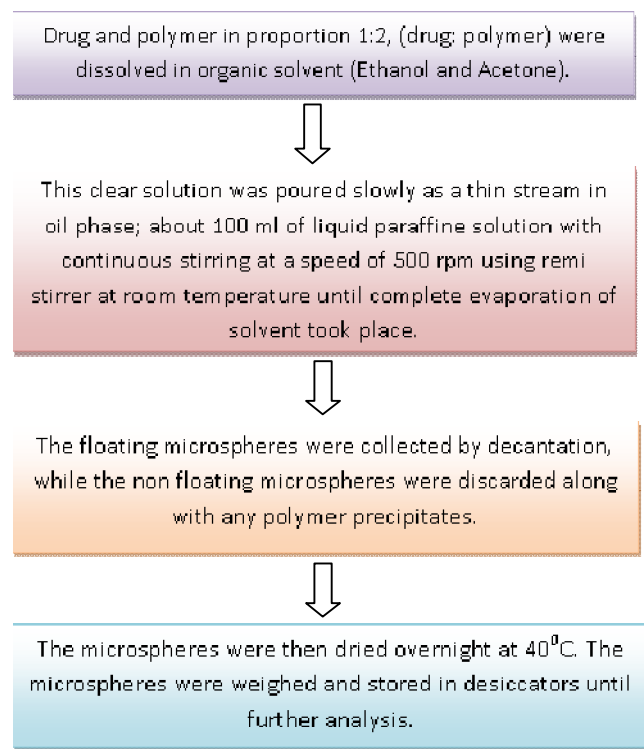 Drug and polymer in proportion 1:2, (drug: polymer) were
dissolved in organic solvent (Ethanol and Acetone).
This clear solution was poured slowly as a thin stream in
oil phase; about 100 ml of liquid paraffine solution with
continuous stirring at a speed of 500 rpm using remi
stirrer at room temperature until complete evaporation of
solvent took place.
The floating microspheres were collected by decantation,
while the non floating microspheres were discarded along
with any polymer precipitates.
The microspheres were then dried overnight at 40⁰C. The
microspheres were weighed and stored in desiccators until
further analysis.